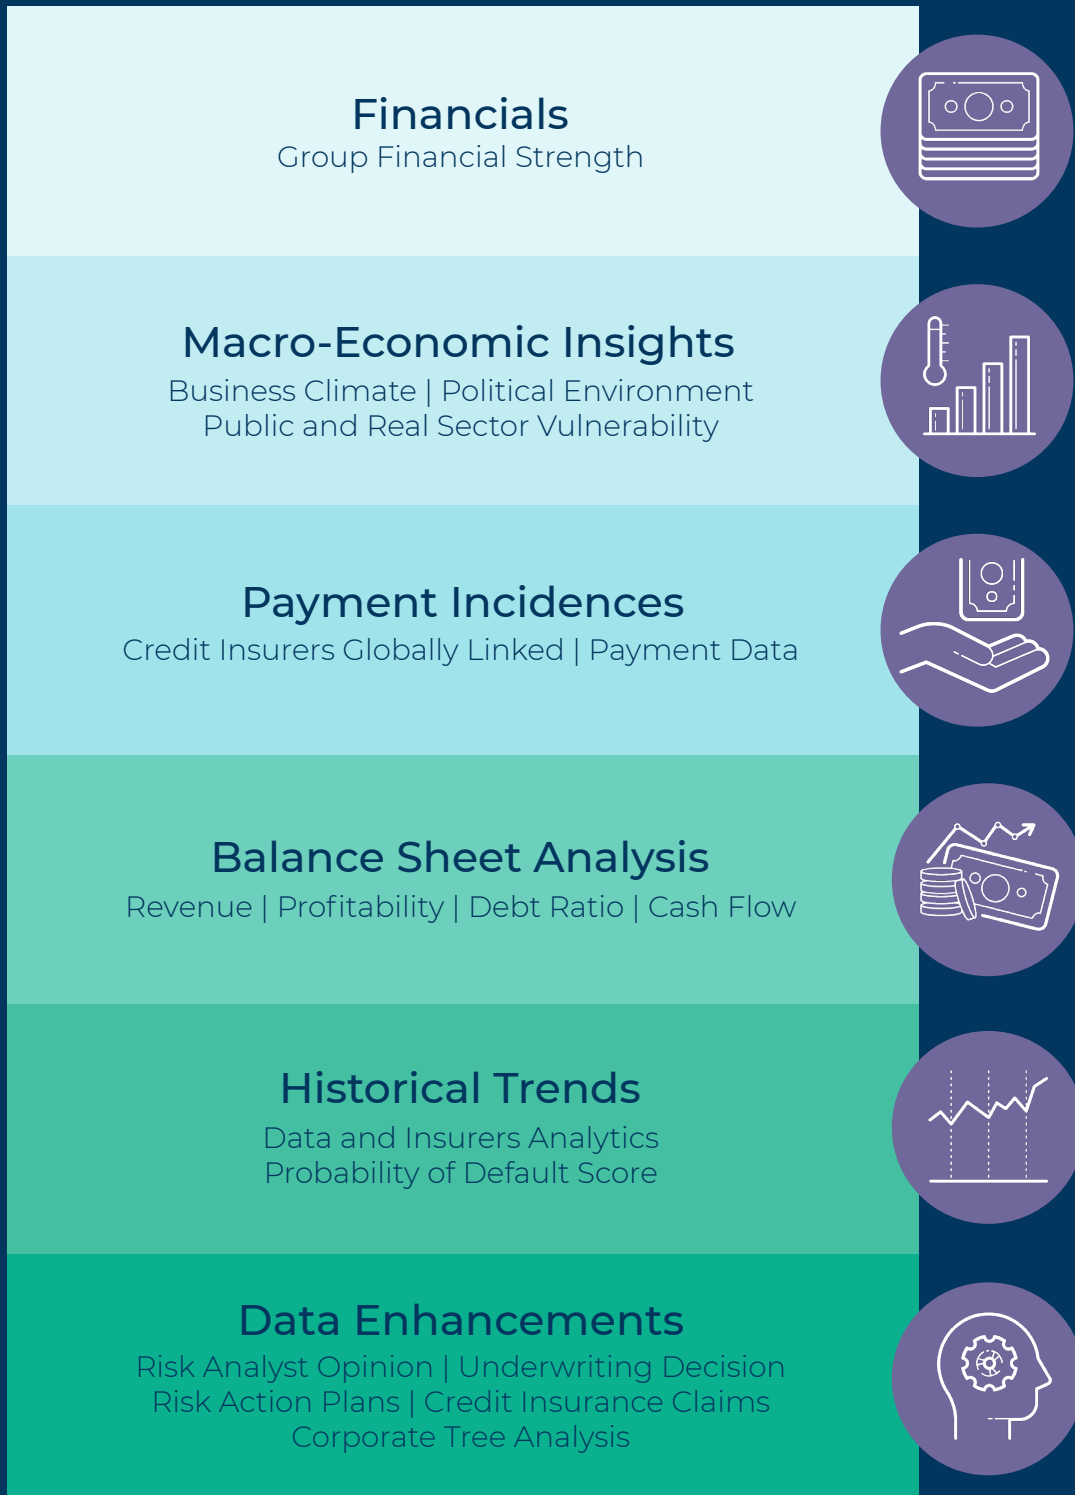 Financials
Group Financial Strength
Macro-Economic Insights
Business Climate | Political Environment
Public and Real Sector Vulnerability
Payment Incidences
Credit Insurers Globally Linked | Payment Data
Balance Sheet Analysis
Revenue | Profitability | Debt Ratio | Cash Flow
Historical Trends
Data and Insurers Analytics
Probability of Default Score
Data Enhancements
Risk Analyst Opinion | Underwriting Decision
Risk Action Plans | Credit Insurance Claims
Corporate Tree Analysis